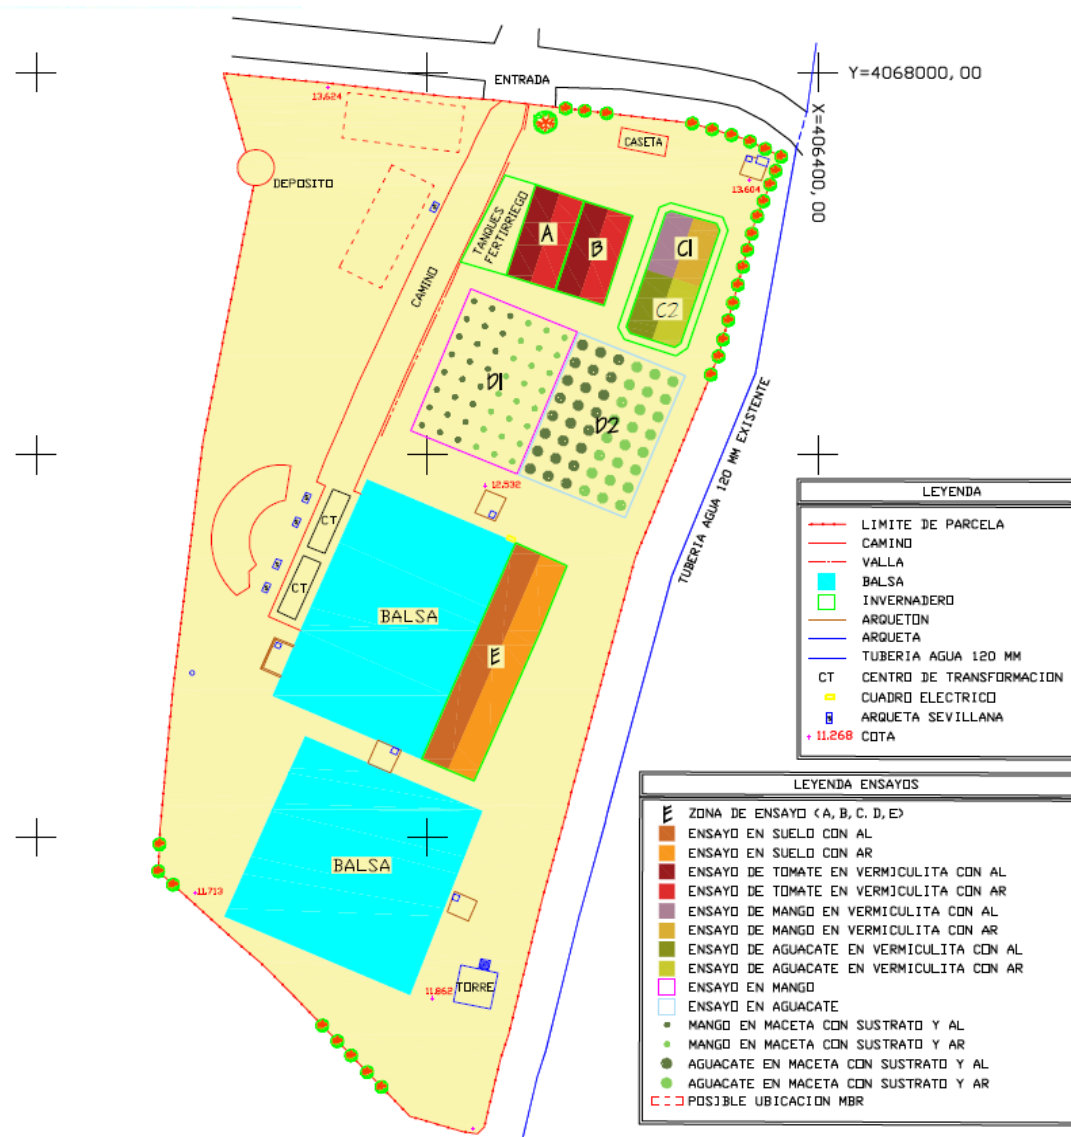 ENTRADA
Y=4068000,00
X=406400,00
13.624
CASETA
13.604
DEPOSITO
TANQUES
FERTIRRIEGO
A
B
C1
C2
CAMINO
D1
D2
TUBERIA AGUA 120 MM EXISTENTE
12.532
CT
CT
BALSA
E
BALSA
11.713
11.862
TORRE
LEYENDA
LIMITE DE PARCELA
CAMINO
VALLA
BALSA
INVERNADERO
ARQUETON
ARQUETA
TUBERIA AGUA 120 MM
CT CENTRO DE TRANSFORMACION
CUADRO ELECTRICO
ARQUETA SEVILLANA
11.268 COTA
LEYENDA ENSAYOS
E ZONA DE ENSAYO (A, B, C, D, E)
ENSAYO EN SUELO CON AL
ENSAYO EN SUELO CON AR
ENSAYO DE TOMATE EN VERMICULITA CON AL
ENSAYO DE TOMATE EN VERMICULITA CON AR
ENSAYO DE MANGO EN VERMICULITA CON AL
ENSAYO DE MANGO EN VERMICULITA CON AR
ENSAYO DE AGUACATE EN VERMICULITA CON AL
ENSAYO DE AGUACATE EN VERMICULITA CON AR
ENSAYO EN MANGO
ENSAYO EN AGUACATE
MANGO EN MACETA CON SUSTRATO Y AL
MANGO EN MACETA CON SUSTRATO Y AR
AGUACATE EN MACETA CON SUSTRATO Y AL
AGUACATE EN MACETA CON SUSTRATO Y AR
POSIBLE UBICACION MBR